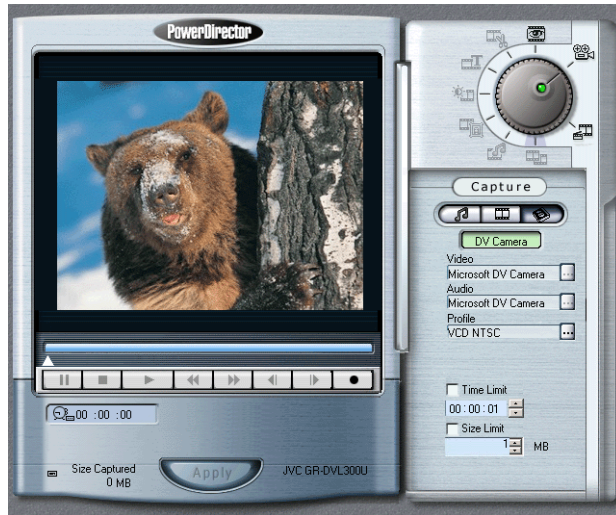 PowerDirector
Capture
DV Camera
Video
Microsoft DV Camera ...
Audio
Microsoft DV Camera ...
Profile
VCD NTSC ...
Time Limit
00:00:01
Size Limit
1 MB
00 :00 :00
Size Captured
0 MB
Apply
JVC GR-DVL300U